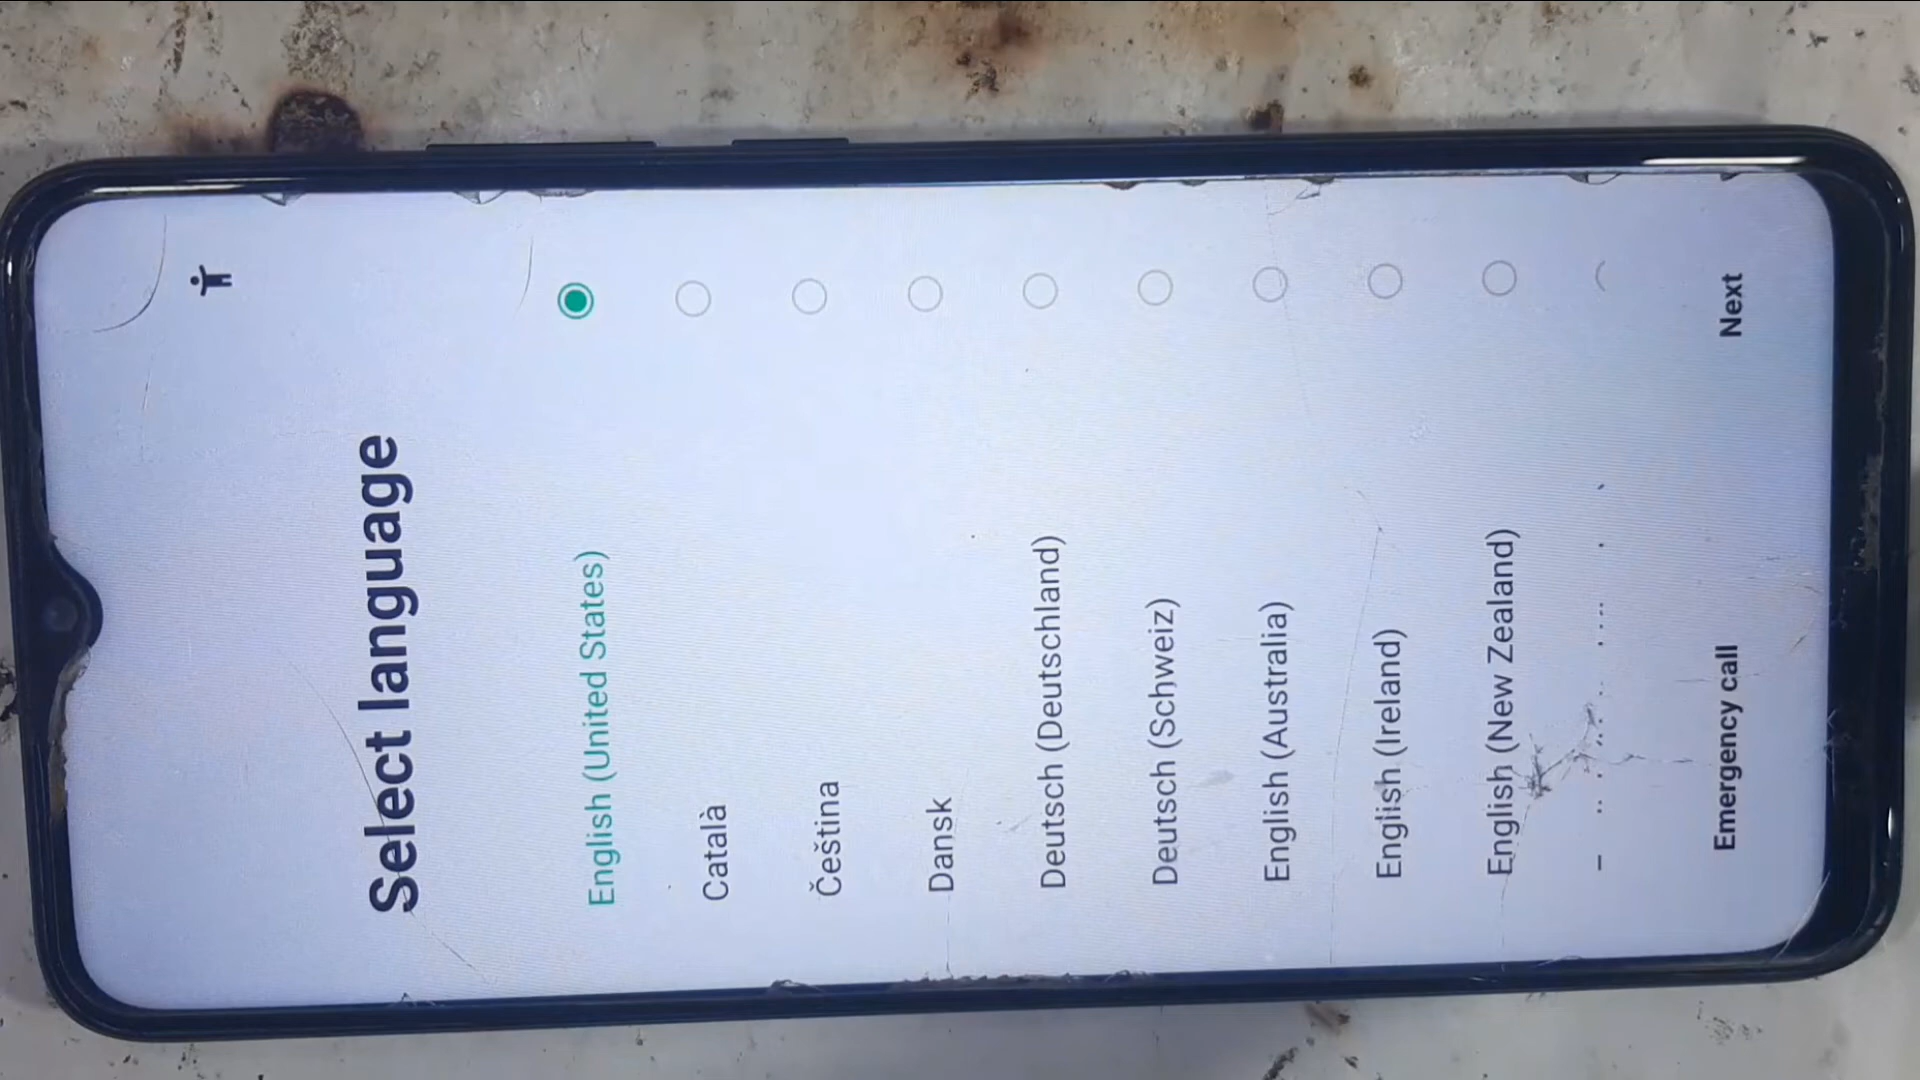 Select language
English (United States)
Català
Čeština
Dansk
Deutsch (Deutschland)
Deutsch (Schweiz)
English (Australia)
English (Ireland)
English (New Zealand)
Emergency call
Next